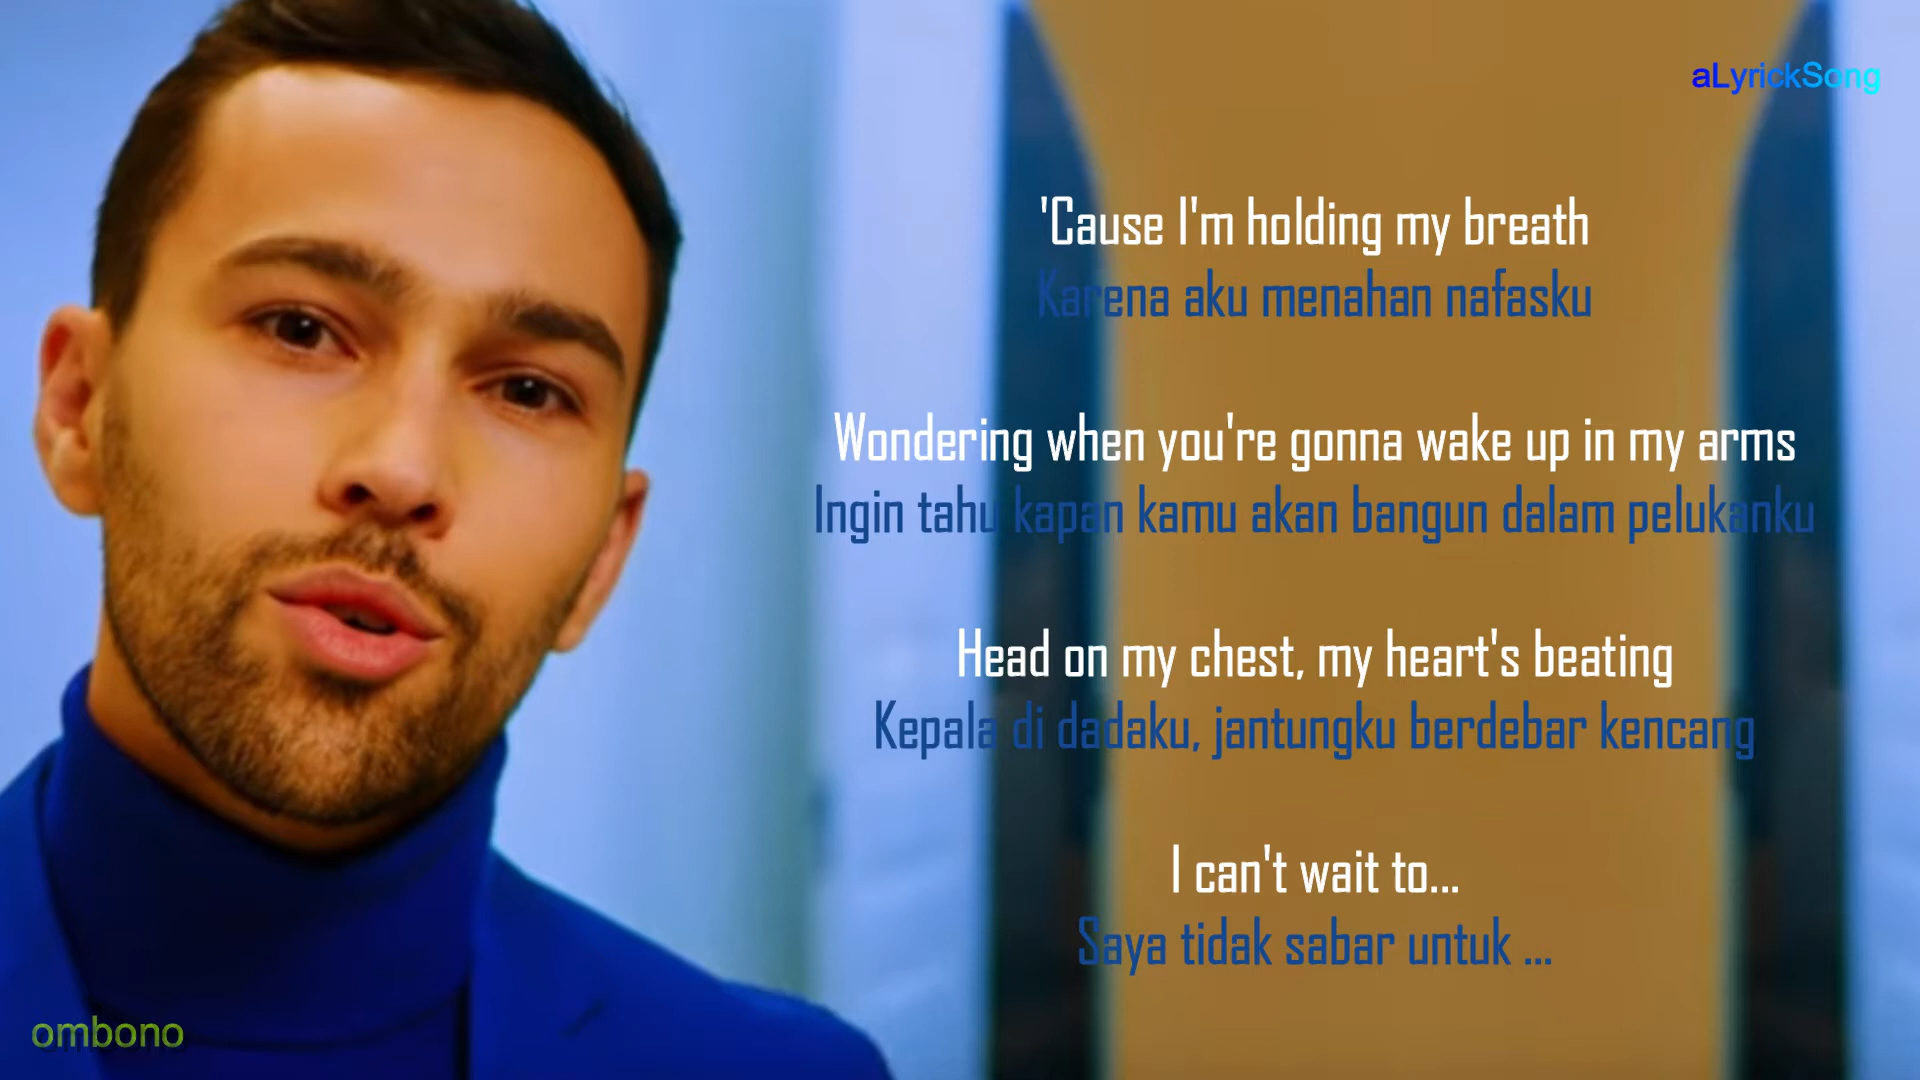 aLyrickSong
'Cause I'm holding my breath
Karena aku menahan nafasku
Wondering when you're gonna wake up in my arms
Ingin tahu kapan kamu akan bangun dalam pelukanku
Head on my chest, my heart's beating
Kepala di dadaku, jantungku berdebar kencang
I can't wait to...
Saya tidak sabar untuk ...
ombono